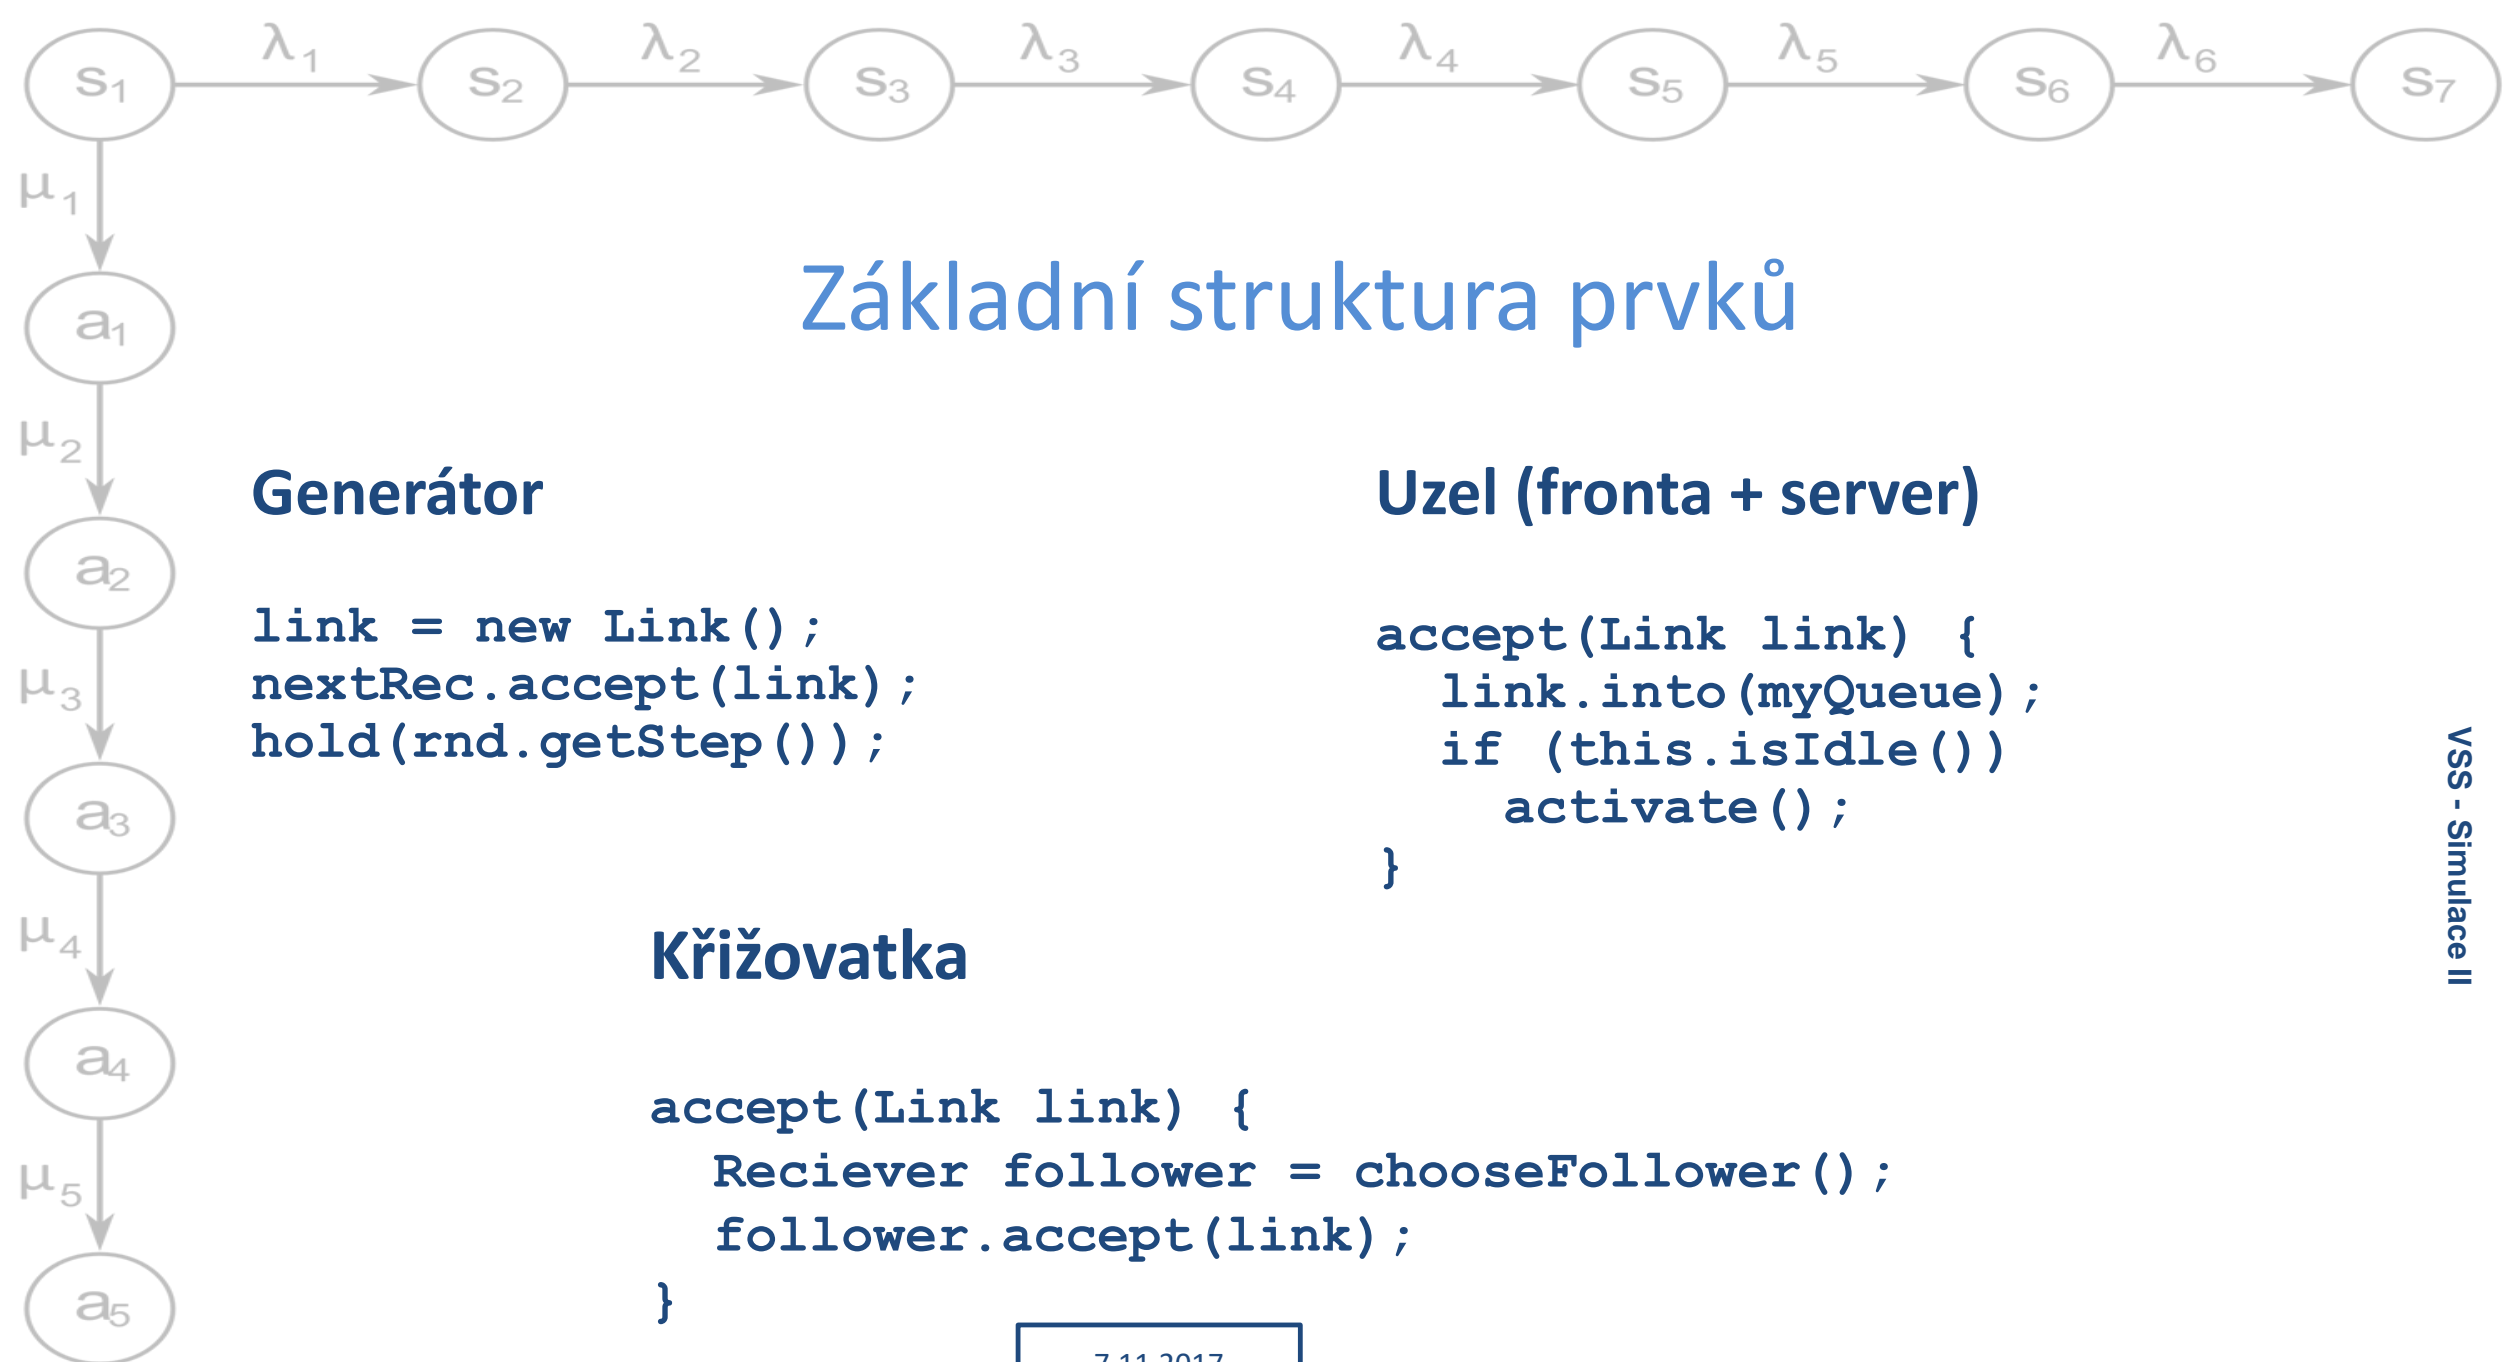 s1 λ1 s2 λ2 s3 λ3 s4 λ4 s5 λ5 s6 λ6 s7
μ1
a1
μ2
a2
μ3
a3
μ4
a4
μ5
a5
Základní struktura prvků
Generátor
link = new Link();
nextRec.accept(link);
hold(rnd.getStep());
Uzel (fronta + server)
accept(Link link) {
link.into(myQueue);
if (this.isIdle())
activate();
}
Křižovatka
accept(Link link) {
Reciever follower = chooseFollower();
follower.accept(link);
}
VSS - Simulace II
7.11.2017